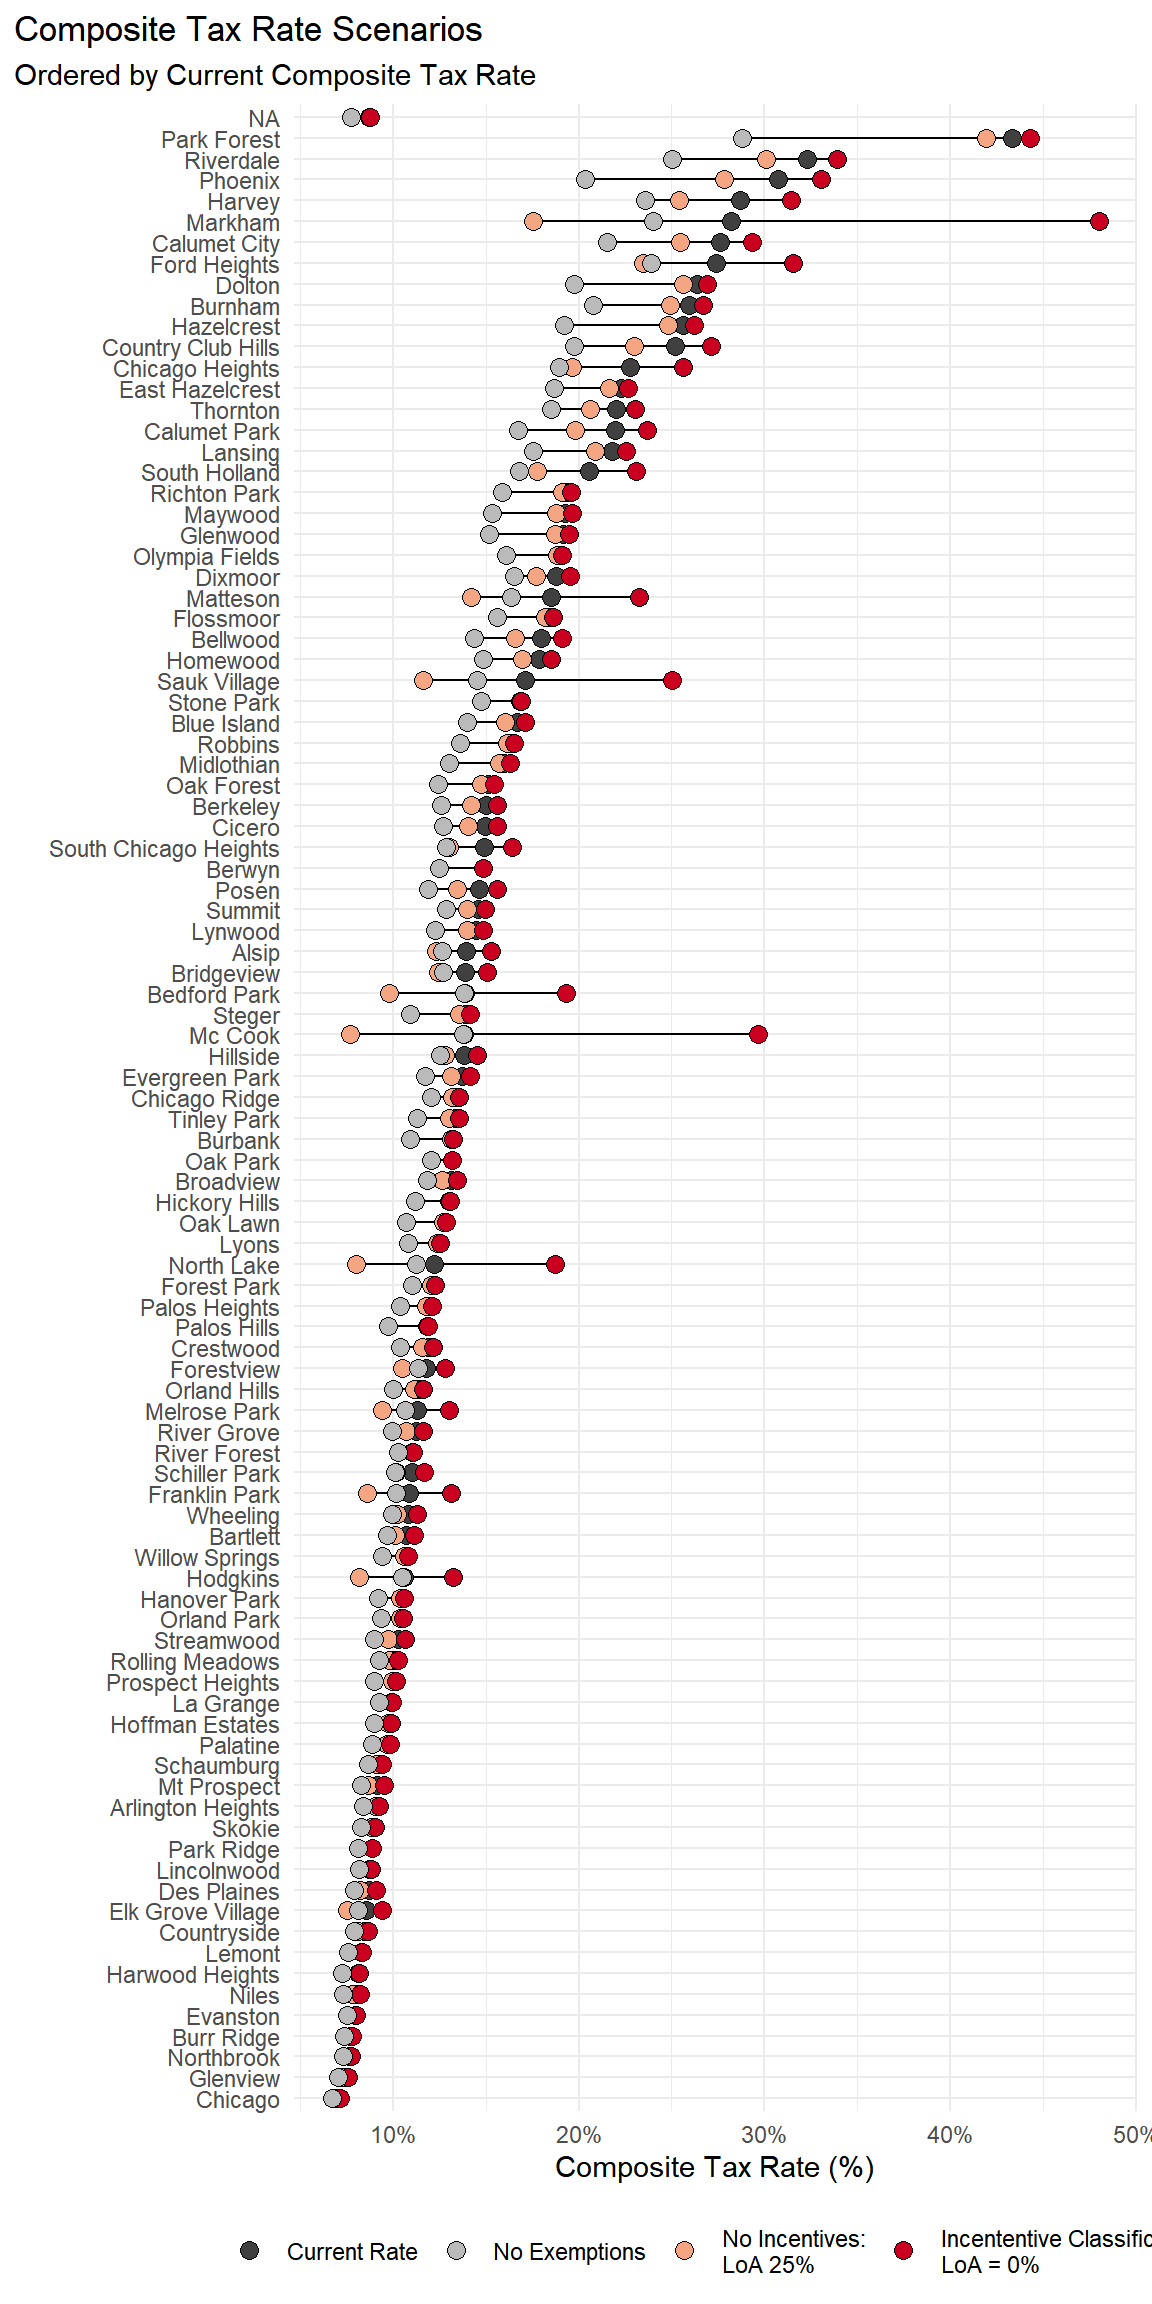 Composite Tax Rate Scenarios
Ordered by Current Composite Tax Rate
NA
Park Forest
Riverdale
Phoenix
Harvey
Markham
Calumet City
Ford Heights
Dolton
Burnham
Hazelcrest
Country Club Hills
Chicago Heights
East Hazelcrest
Thornton
Calumet Park
Lansing
South Holland
Richton Park
Maywood
Glenwood
Olympia Fields
Dixmoor
Matteson
Flossmoor
Bellwood
Homewood
Sauk Village
Stone Park
Blue Island
Robbins
Midlothian
Oak Forest
Berkeley
Cicero
South Chicago Heights
Berwyn
Posen
Summit
Lynwood
Alsip
Bridgeview
Bedford Park
Steger
Mc Cook
Hillside
Evergreen Park
Chicago Ridge
Tinley Park
Burbank
Oak Park
Broadview
Hickory Hills
Oak Lawn
Lyons
North Lake
Forest Park
Palos Heights
Palos Hills
Crestwood
Forestview
Orland Hills
Melrose Park
River Grove
River Forest
Schiller Park
Franklin Park
Wheeling
Bartlett
Willow Springs
Hodgkins
Hanover Park
Orland Park
Streamwood
Rolling Meadows
Prospect Heights
La Grange
Hoffman Estates
Palatine
Schaumburg
Mt Prospect
Arlington Heights
Skokie
Park Ridge
Lincolnwood
Des Plaines
Elk Grove Village
Countryside
Lemont
Harwood Heights
Niles
Evanston
Burr Ridge
Northbrook
Glenview
Chicago
10% 20% 30% 40% 50%
Composite Tax Rate (%)
Current Rate
No Exemptions
No Incentives:
LoA 25%
Incententive Classific
LoA = 0%